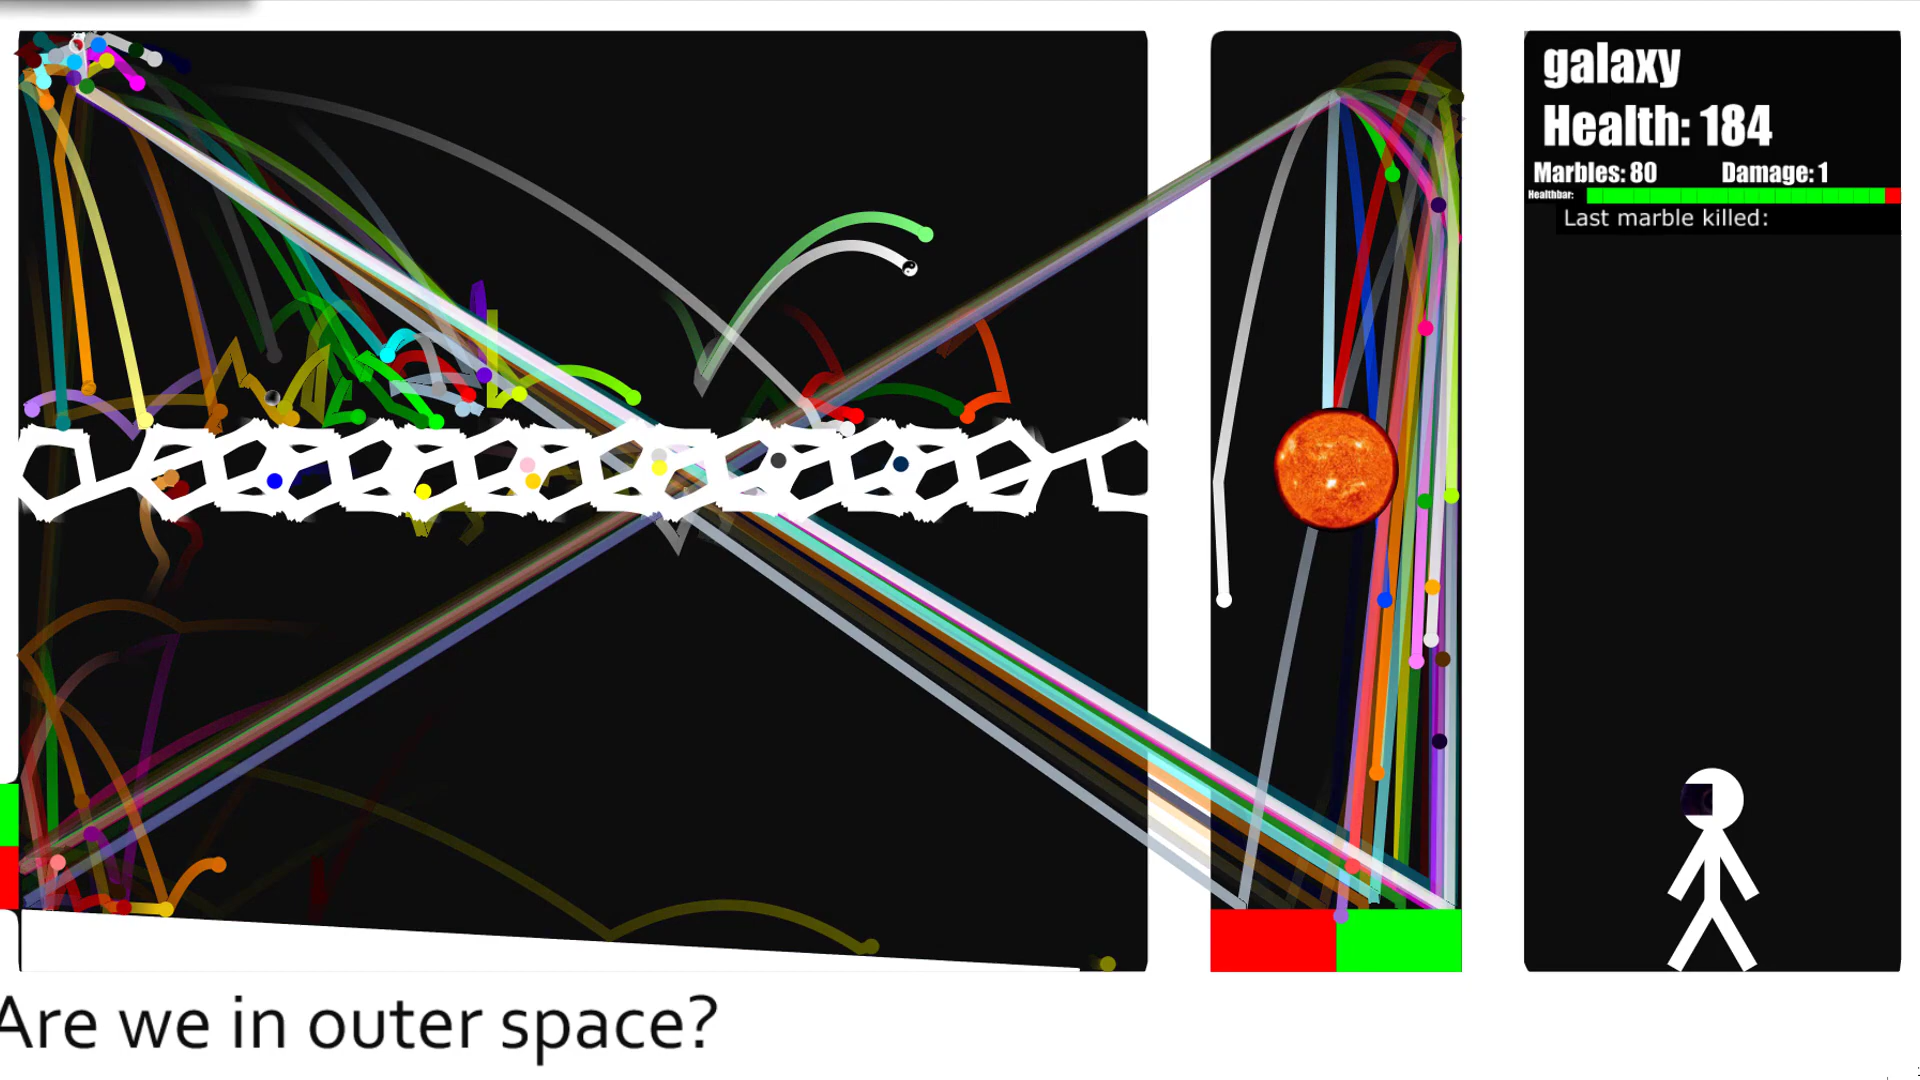 galaxy
Health: 184
Marbles: 80 Damage: 1
Healthbar:
Last marble killed:
Are we in outer space?